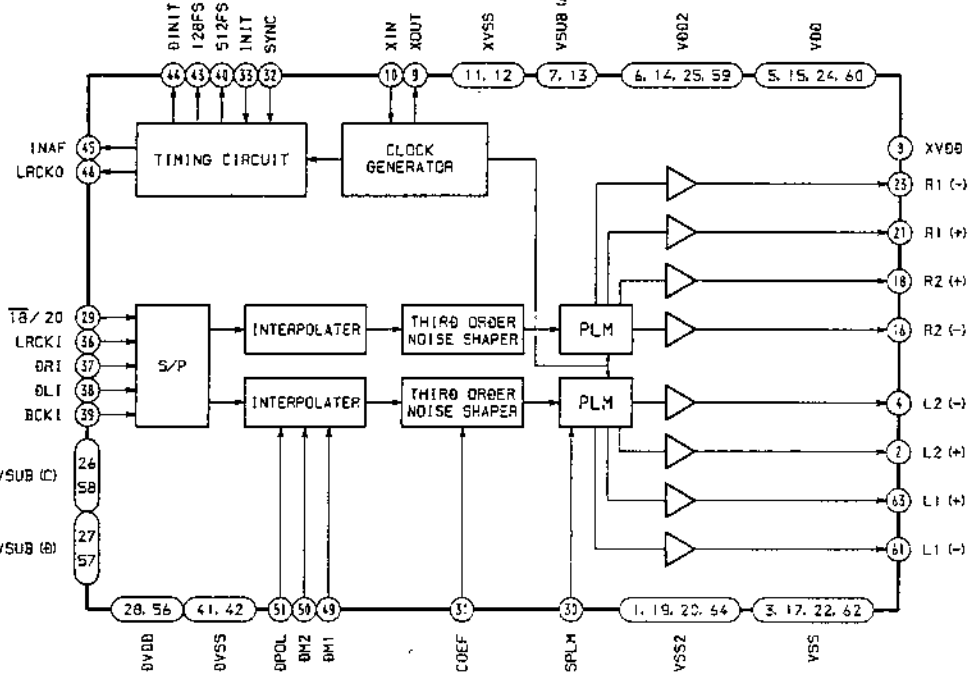 DINIT
128FS
512FS
INIT
SYNC
XIN
XOUT
XVSS
VSUB
VDD2
VDD
44
43
40
33
32
10
9
11, 12
7, 13
6, 14, 25, 59
5, 15, 24, 60
INAF 45
LRCKO 46
TIMING CIRCUIT
CLOCK
GENERATOR
8 XVDD
23 R1 (-)
21 R1 (+)
18 R2 (+)
16 R2 (-)
4 L2 (-)
2 L2 (+)
63 L1 (+)
61 L1 (-)
18/20 29
LRCKI 36
DRI 37
DLI 38
BCKI 39
S/P
INTERPOLATER
THIRD ORDER
NOISE SHAPER
PLM
INTERPOLATER
THIRD ORDER
NOISE SHAPER
PLM
VSUB (C)
26
58
VSUB (D)
27
57
28, 56
41, 42
51
50
49
31
30
1, 19, 20, 64
3, 17, 22, 62
DVDD
DVSS
DPOL
DM2
DM1
COEF
SPLM
VSS2
VSS